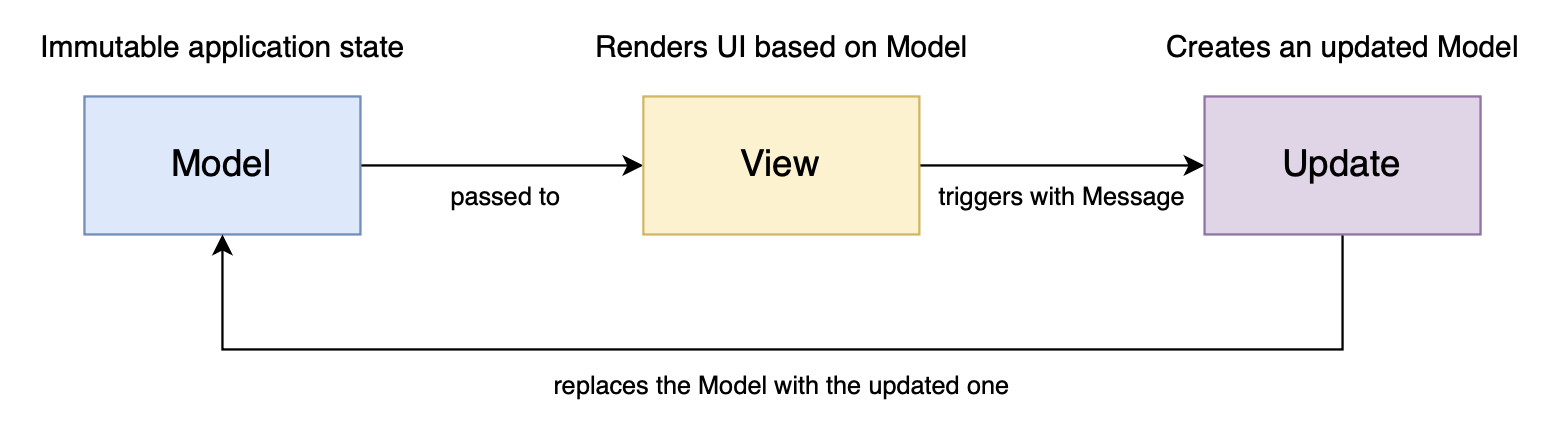 Immutable application state
Renders UI based on Model
Creates an updated Model
Model
View
Update
passed to
triggers with Message
replaces the Model with the updated one